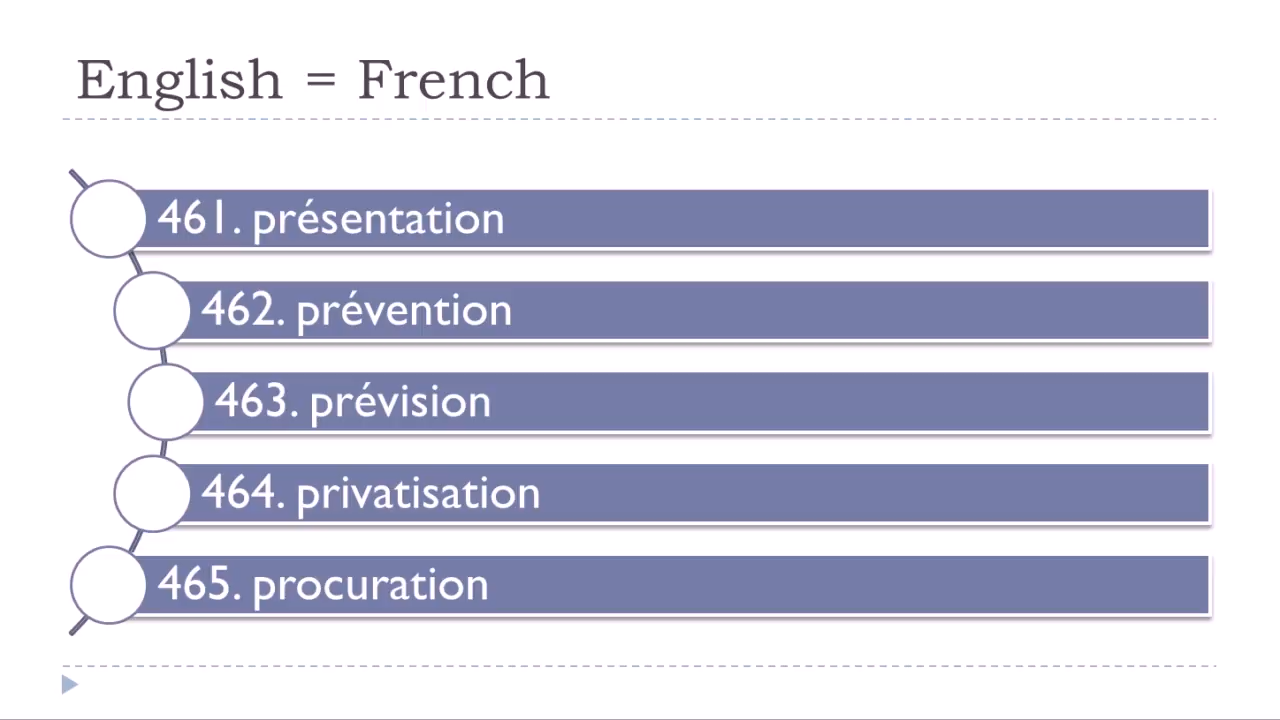 English = French
461. présentation
462. prévention
463. prévision
464. privatisation
465. procuration